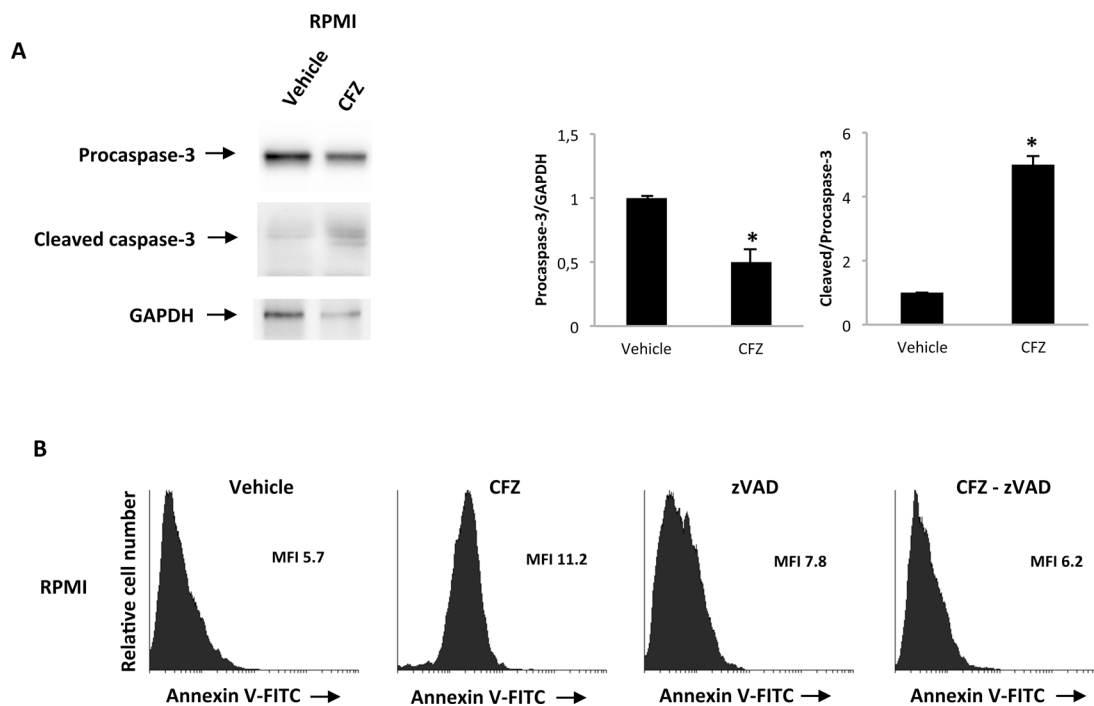 RPMI
A
Vehicle
CFZ
Procaspase-3
Cleaved caspase-3
GAPDH
Procaspase-3/GAPDH
1,5
1
0,5
0
*
Vehicle
CFZ
Cleaved/Procaspase-3
6
4
2
0
*
Vehicle
CFZ
B
RPMI
Relative cell number
Vehicle
MFI 5.7
Annexin V-FITC
CFZ
MFI 11.2
Annexin V-FITC
zVAD
MFI 7.8
Annexin V-FITC
CFZ - zVAD
MFI 6.2
Annexin V-FITC